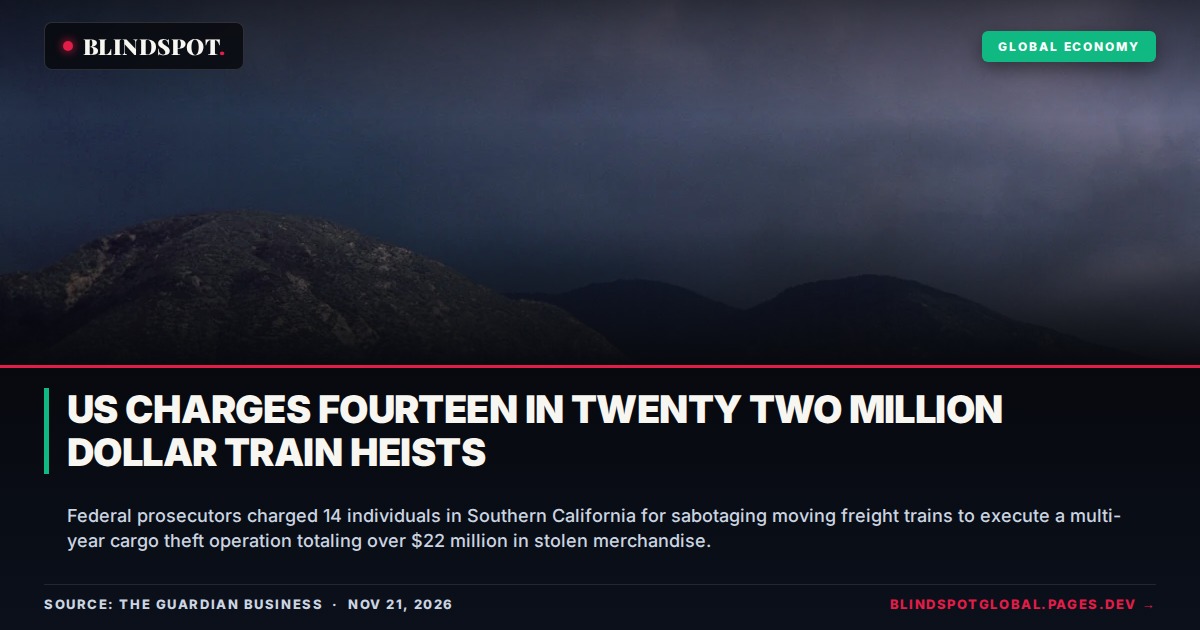 BLINDSPOT.
GLOBAL ECONOMY
US CHARGES FOURTEEN IN TWENTY TWO MILLION
DOLLAR TRAIN HEISTS
Federal prosecutors charged 14 individuals in Southern California for sabotaging moving freight trains to execute a multi-
year cargo theft operation totaling over $22 million in stolen merchandise.
SOURCE: THE GUARDIAN BUSINESS · NOV 21, 2026
BLINDSPOTGLOBAL.PAGES.DEV →